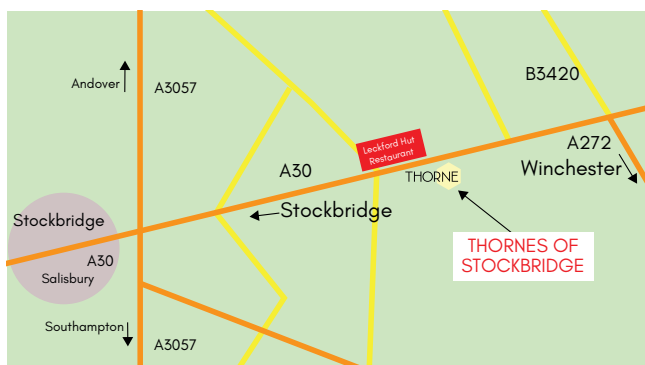 B3420
Andover
A3057
A272
Leckford Hut
Restaurant
A30
Winchester
THORNE
Stockbridge
Stockbridge
THORNES OF
STOCKBRIDGE
A30
Salisbury
Southampton
A3057